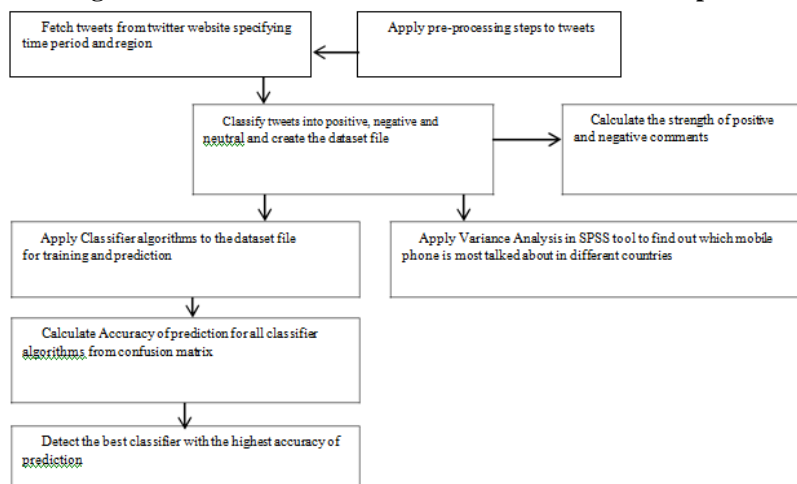 Fetch tweets from twitter website specifying
time period and region
Apply pre-processing steps to tweets
Classify tweets into positive, negative and
neutral and create the dataset file
Calculate the strength of positive
and negative comments
Apply Classifier algorithms to the dataset file
for training and prediction
Apply Variance Analysis in SPSS tool to find out which mobile
phone is most talked about in different countries
Calculate Accuracy of prediction for all classifier
algorithms from confusion matrix
Detect the best classifier with the highest accuracy of
prediction